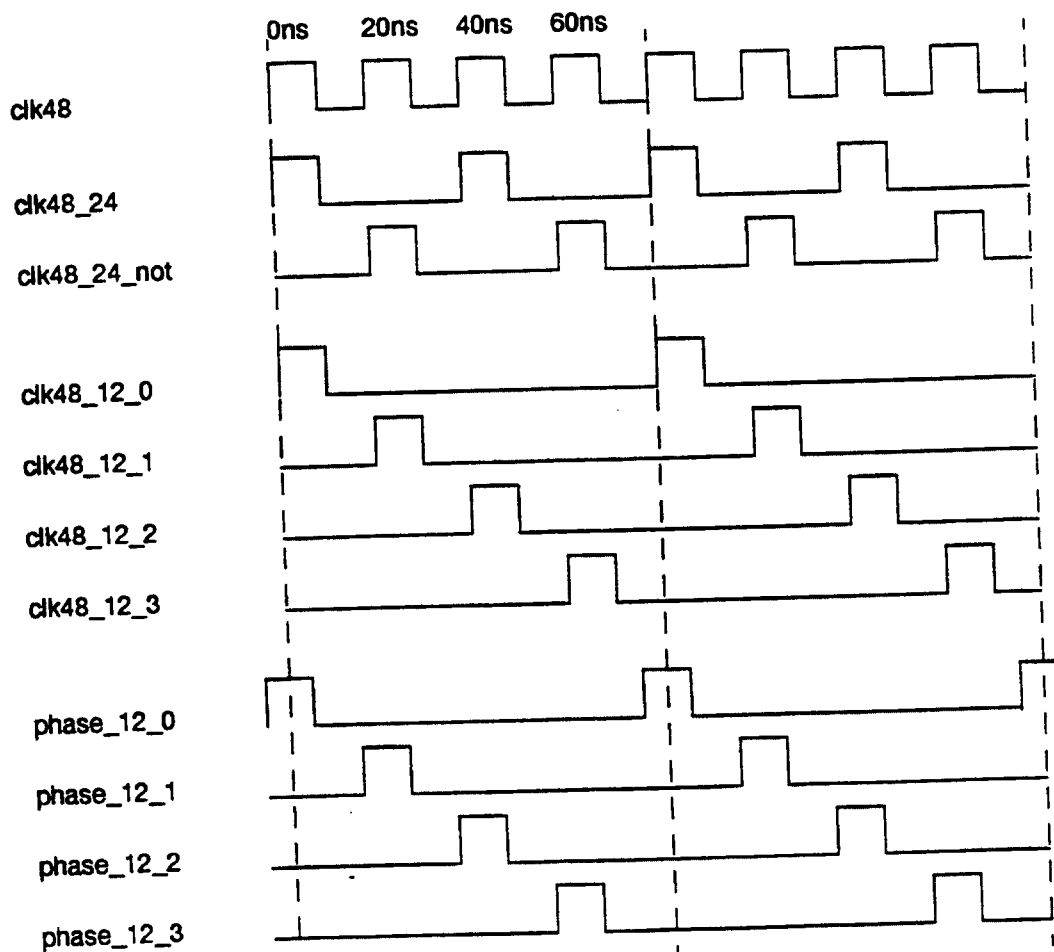 0ns 20ns 40ns 60ns
clk48
clk48_24
clk48_24_not
clk48_12_0
clk48_12_1
clk48_12_2
clk48_12_3
phase_12_0
phase_12_1
phase_12_2
phase_12_3